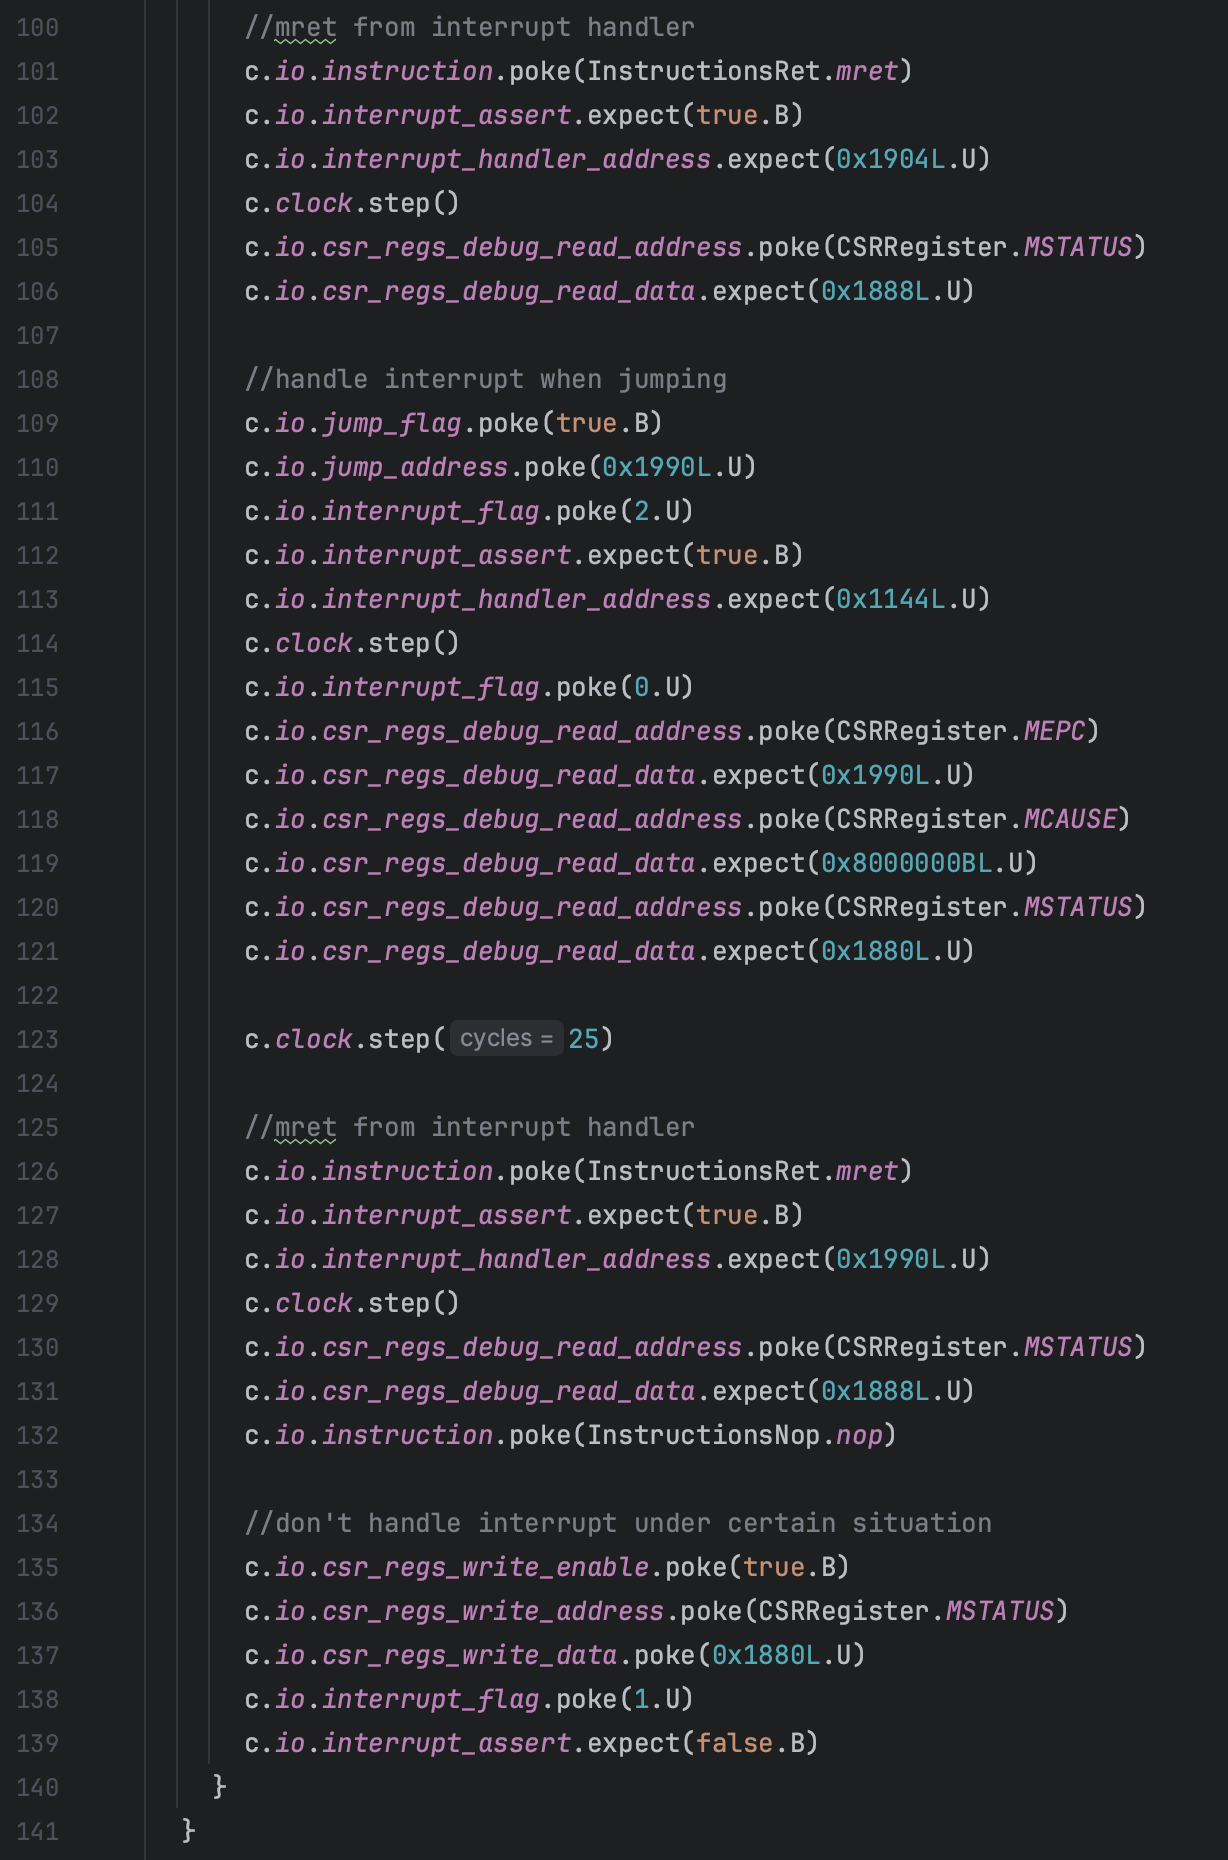 100 //mret from interrupt handler
101 c.io.instruction.poke(InstructionsRet.mret)
102 c.io.interrupt_assert.expect(true.B)
103 c.io.interrupt_handler_address.expect(0x1904L.U)
104 c.clock.step()
105 c.io.csr_regs_debug_read_address.poke(CSRRegister.MSTATUS)
106 c.io.csr_regs_debug_read_data.expect(0x1888L.U)
107
108 //handle interrupt when jumping
109 c.io.jump_flag.poke(true.B)
110 c.io.jump_address.poke(0x1990L.U)
111 c.io.interrupt_flag.poke(2.U)
112 c.io.interrupt_assert.expect(true.B)
113 c.io.interrupt_handler_address.expect(0x1144L.U)
114 c.clock.step()
115 c.io.interrupt_flag.poke(0.U)
116 c.io.csr_regs_debug_read_address.poke(CSRRegister.MEPC)
117 c.io.csr_regs_debug_read_data.expect(0x1990L.U)
118 c.io.csr_regs_debug_read_address.poke(CSRRegister.MCAUSE)
119 c.io.csr_regs_debug_read_data.expect(0x8000000BL.U)
120 c.io.csr_regs_debug_read_address.poke(CSRRegister.MSTATUS)
121 c.io.csr_regs_debug_read_data.expect(0x1880L.U)
122
123 c.clock.step( cycles = 25)
124
125 //mret from interrupt handler
126 c.io.instruction.poke(InstructionsRet.mret)
127 c.io.interrupt_assert.expect(true.B)
128 c.io.interrupt_handler_address.expect(0x1990L.U)
129 c.clock.step()
130 c.io.csr_regs_debug_read_address.poke(CSRRegister.MSTATUS)
131 c.io.csr_regs_debug_read_data.expect(0x1888L.U)
132 c.io.instruction.poke(InstructionsNop.nop)
133
134 //don't handle interrupt under certain situation
135 c.io.csr_regs_write_enable.poke(true.B)
136 c.io.csr_regs_write_address.poke(CSRRegister.MSTATUS)
137 c.io.csr_regs_write_data.poke(0x1880L.U)
138 c.io.interrupt_flag.poke(1.U)
139 c.io.interrupt_assert.expect(false.B)
140 }
141 }